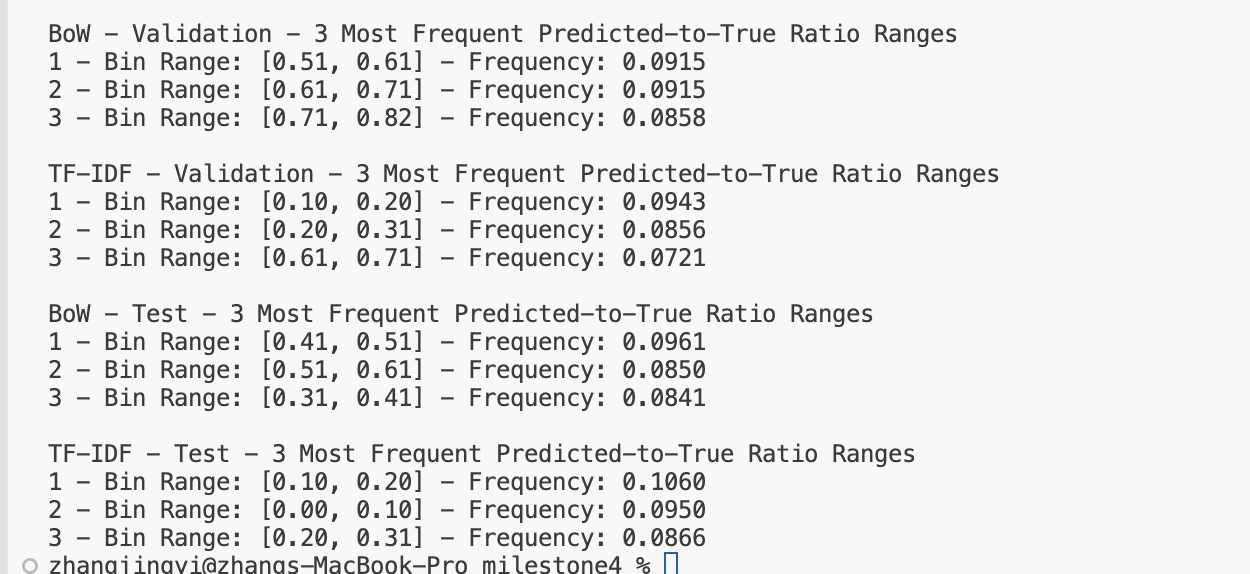 BoW – Validation – 3 Most Frequent Predicted-to-True Ratio Ranges
1 – Bin Range: [0.51, 0.61] – Frequency: 0.0915
2 – Bin Range: [0.61, 0.71] – Frequency: 0.0915
3 – Bin Range: [0.71, 0.82] – Frequency: 0.0858
TF-IDF – Validation – 3 Most Frequent Predicted-to-True Ratio Ranges
1 – Bin Range: [0.10, 0.20] – Frequency: 0.0943
2 – Bin Range: [0.20, 0.31] – Frequency: 0.0856
3 – Bin Range: [0.61, 0.71] – Frequency: 0.0721
BoW – Test – 3 Most Frequent Predicted-to-True Ratio Ranges
1 – Bin Range: [0.41, 0.51] – Frequency: 0.0961
2 – Bin Range: [0.51, 0.61] – Frequency: 0.0850
3 – Bin Range: [0.31, 0.41] – Frequency: 0.0841
TF-IDF – Test – 3 Most Frequent Predicted-to-True Ratio Ranges
1 – Bin Range: [0.10, 0.20] – Frequency: 0.1060
2 – Bin Range: [0.00, 0.10] – Frequency: 0.0950
3 – Bin Range: [0.20, 0.31] – Frequency: 0.0866
zhangjingyi@zhangs-MacBook-Pro milestone4 %